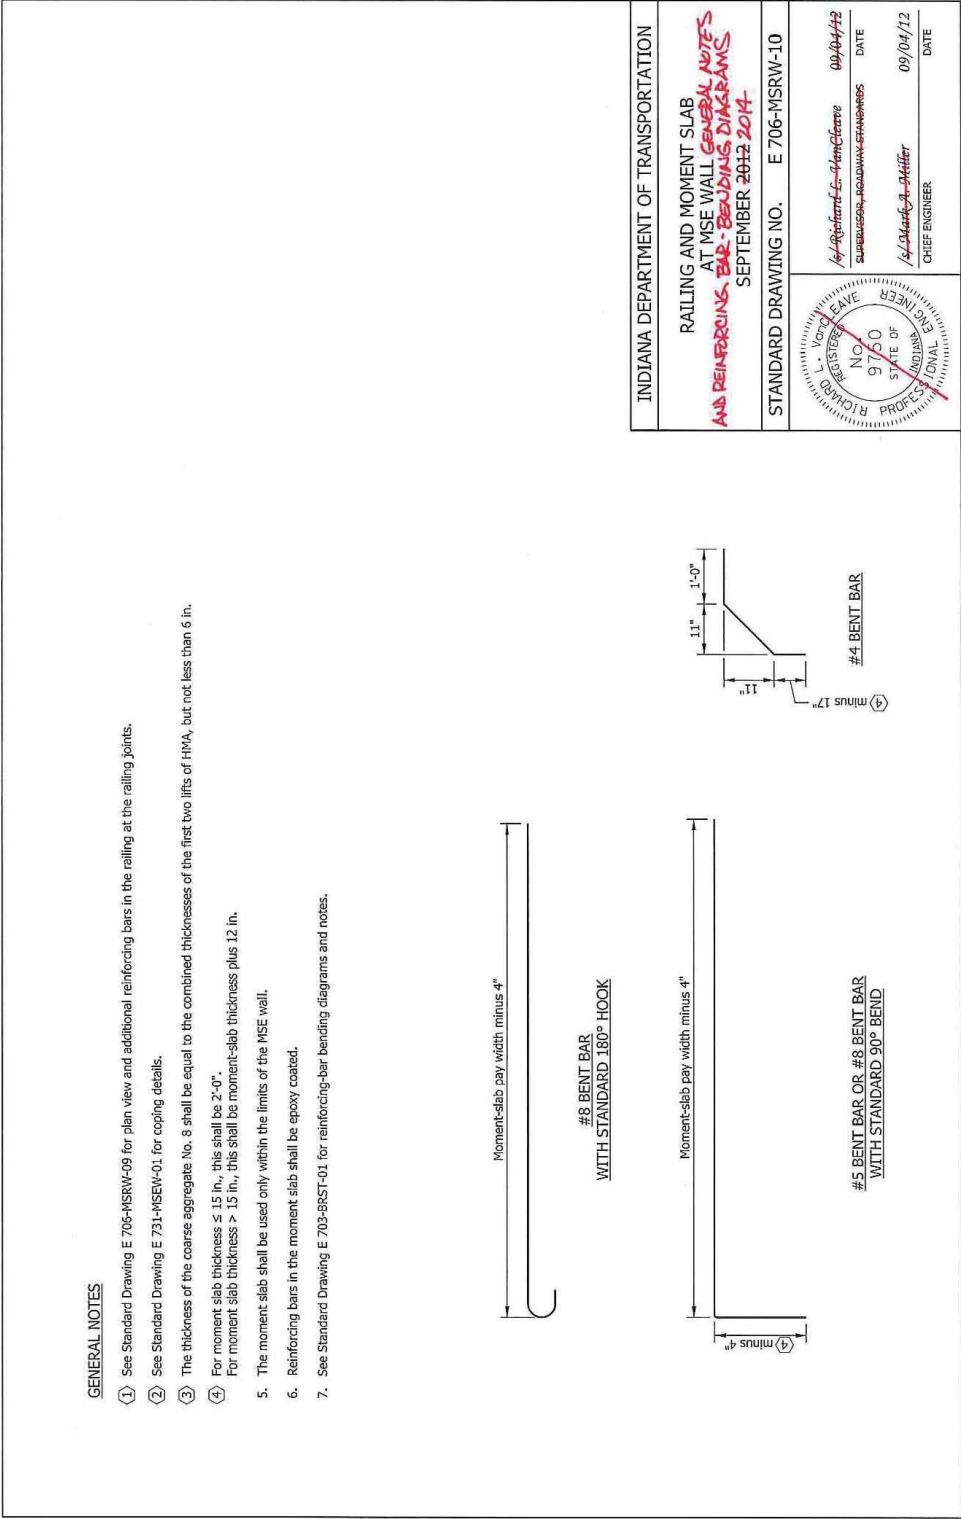 GENERAL NOTES
1 See Standard Drawing E 706-MSRW-09 for plan view and additional reinforcing bars in the railing at the railing joints.
2 See Standard Drawing E 731-MSEW-01 for coping details.
3 The thickness of the coarse aggregate No. 8 shall be equal to the combined thicknesses of the first two lifts of HMA, but not less than 6 in.
4 For moment slab thickness ≤ 15 in., this shall be 2'-0".
For moment slab thickness > 15 in., this shall be moment-slab thickness plus 12 in.
5. The moment slab shall be used only within the limits of the MSE wall.
6. Reinforcing bars in the moment slab shall be epoxy coated.
7. See Standard Drawing E 703-BRST-01 for reinforcing-bar bending diagrams and notes.
Moment-slab pay width minus 4"
#8 BENT BAR
WITH STANDARD 180° HOOK
Moment-slab pay width minus 4"
4 minus 4"
#5 BENT BAR OR #8 BENT BAR
WITH STANDARD 90° BEND
11"
1'-0"
11"
4 minus 17"
#4 BENT BAR
INDIANA DEPARTMENT OF TRANSPORTATION
RAILING AND MOMENT SLAB
AT MSE WALL GENERAL NOTES
AND REINFORCING BAR-BENDING DIAGRAMS
SEPTEMBER 2012 2014
STANDARD DRAWING NO. E 706-MSRW-10
RICHARD L. VanCLEAVE
REGISTERED
NO.
9750
STATE OF
INDIANA
PROFESSIONAL ENGINEER
/s/ Richard L. VanCleave 09/04/12
SUPERVISOR, ROADWAY STANDARDS DATE
/s/ Mark A. Miller 09/04/12
CHIEF ENGINEER DATE